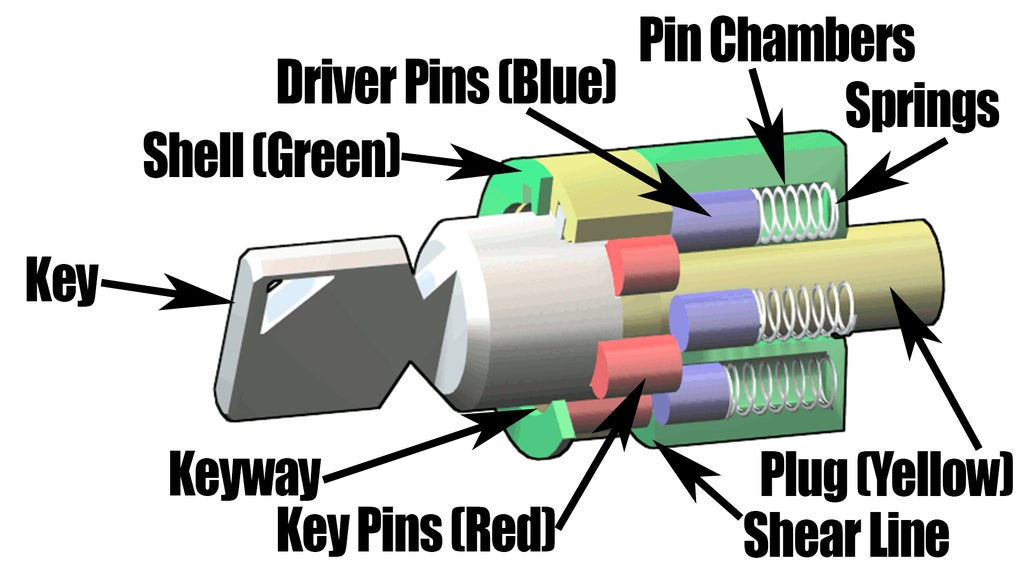 Pin Chambers
Driver Pins (Blue)
Springs
Shell (Green)
Key
Keyway
Plug (Yellow)
Key Pins (Red)
Shear Line